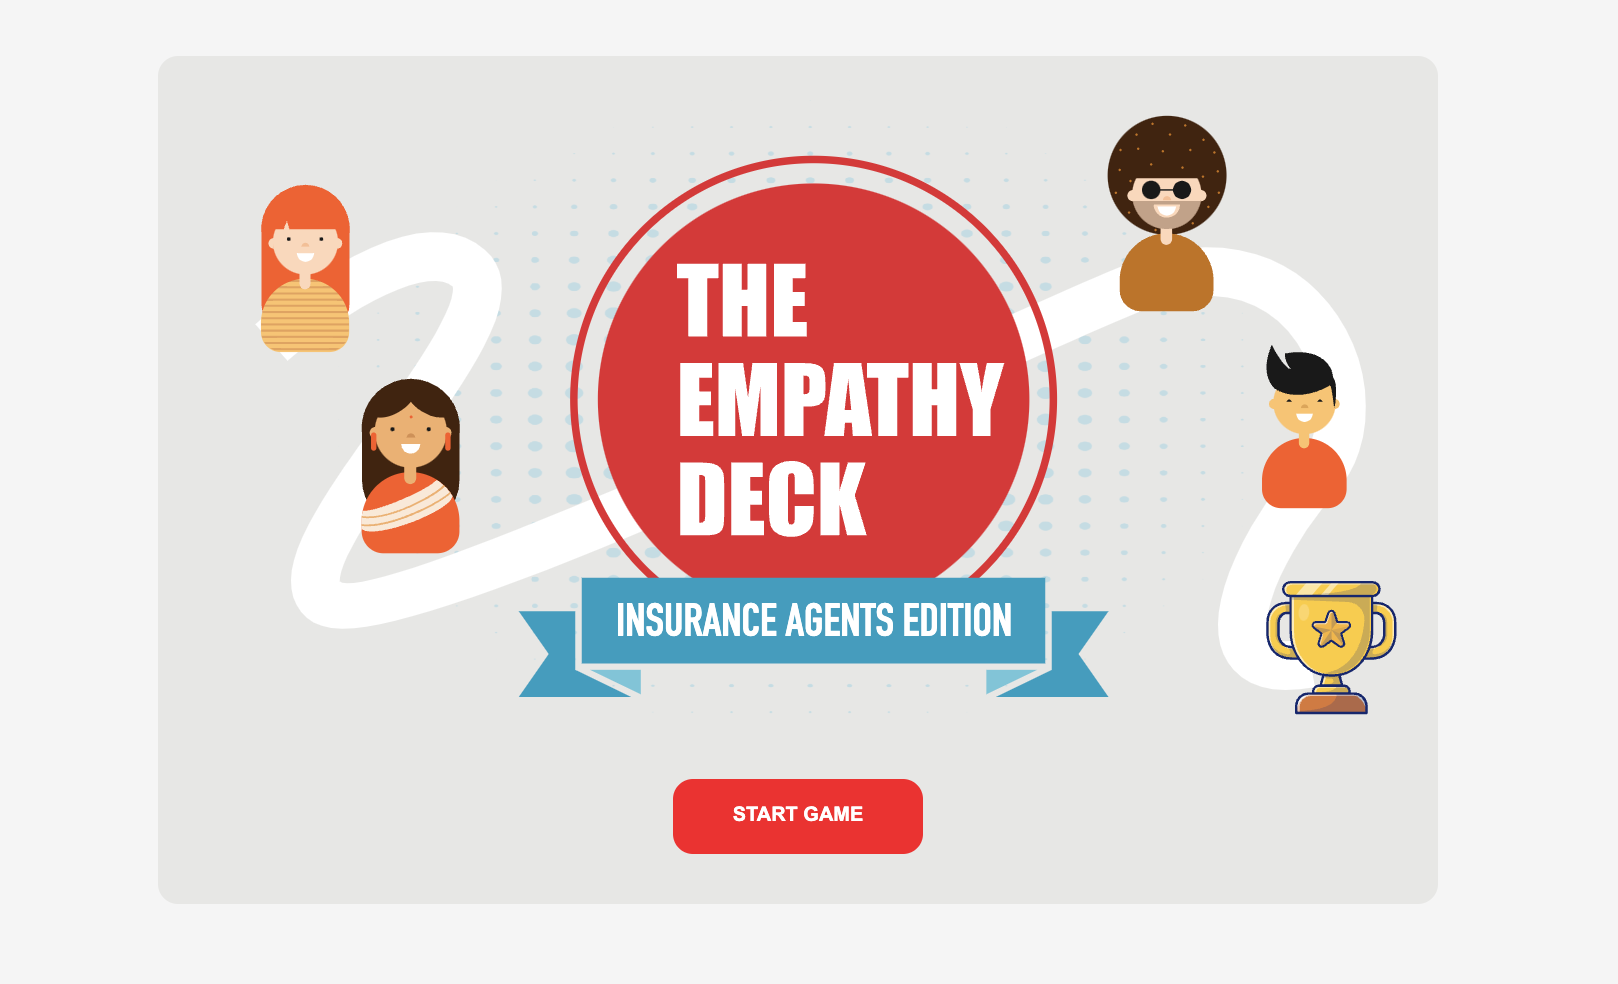 THE
EMPATHY
DECK
INSURANCE AGENTS EDITION
START GAME